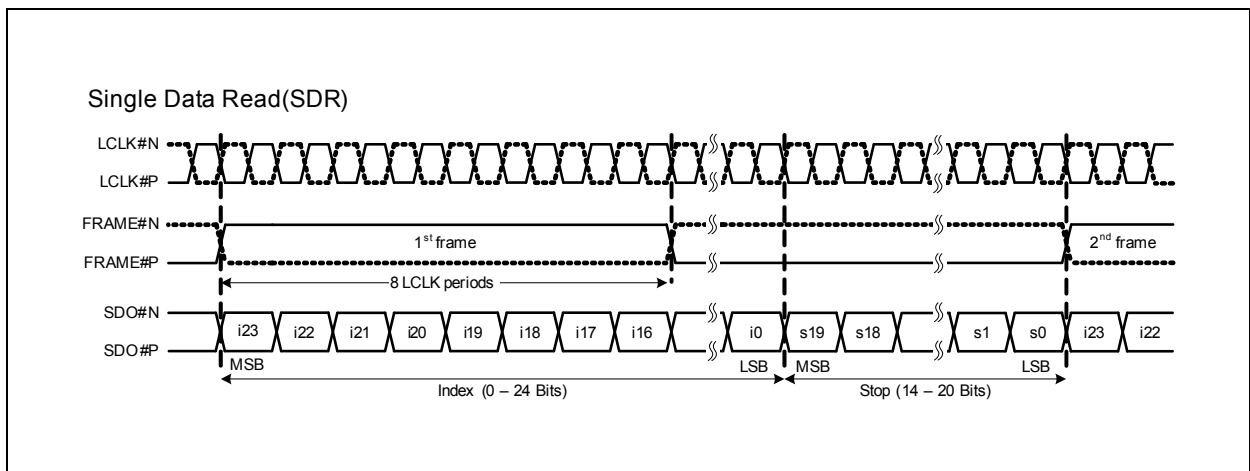 Single Data Read(SDR)
LCLK#N
LCLK#P
FRAME#N
1st frame
2nd frame
FRAME#P
8 LCLK periods
SDO#N
i23 i22 i21 i20 i19 i18 i17 i16 i0 s19 s18 s1 s0 i23 i22
SDO#P
MSB LSB MSB LSB
Index (0 – 24 Bits) Stop (14 – 20 Bits)